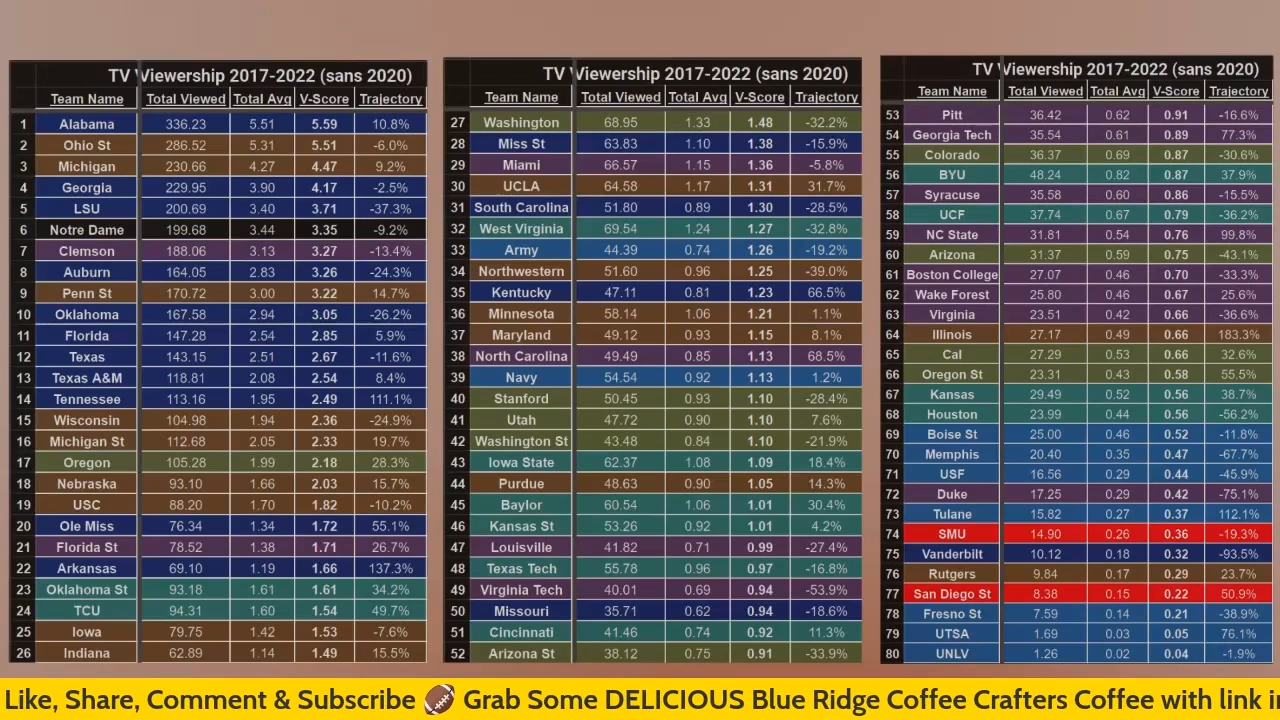 TV Viewership 2017-2022 (sans 2020)
Team Name Total Viewed Total Avg V-Score Trajectory
1 Alabama 336.23 5.51 5.59 10.8%
2 Ohio St 286.52 5.31 5.51 -6.0%
3 Michigan 230.66 4.27 4.47 9.2%
4 Georgia 229.95 3.90 4.17 -2.5%
5 LSU 200.69 3.40 3.71 -37.3%
6 Notre Dame 199.68 3.44 3.35 -9.2%
7 Clemson 188.06 3.13 3.27 -13.4%
8 Auburn 164.05 2.83 3.26 -24.3%
9 Penn St 170.72 3.00 3.22 14.7%
10 Oklahoma 167.58 2.94 3.05 -26.2%
11 Florida 147.28 2.54 2.85 5.9%
12 Texas 143.15 2.51 2.67 -11.6%
13 Texas A&M 118.81 2.08 2.54 8.4%
14 Tennessee 113.16 1.95 2.49 111.1%
15 Wisconsin 104.98 1.94 2.36 -24.9%
16 Michigan St 112.68 2.05 2.33 19.7%
17 Oregon 105.28 1.99 2.18 28.3%
18 Nebraska 93.10 1.66 2.03 15.7%
19 USC 88.20 1.70 1.82 -10.2%
20 Ole Miss 76.34 1.34 1.72 55.1%
21 Florida St 78.52 1.38 1.71 26.7%
22 Arkansas 69.10 1.19 1.66 137.3%
23 Oklahoma St 93.18 1.61 1.61 34.2%
24 TCU 94.31 1.60 1.54 49.7%
25 Iowa 79.75 1.42 1.53 -7.6%
26 Indiana 62.89 1.14 1.49 15.5%
TV Viewership 2017-2022 (sans 2020)
Team Name Total Viewed Total Avg V-Score Trajectory
27 Washington 68.95 1.33 1.48 -32.2%
28 Miss St 63.83 1.10 1.38 -15.9%
29 Miami 66.57 1.15 1.36 -5.8%
30 UCLA 64.58 1.17 1.31 31.7%
31 South Carolina 51.80 0.89 1.30 -28.5%
32 West Virginia 69.54 1.24 1.27 -32.8%
33 Army 44.39 0.74 1.26 -19.2%
34 Northwestern 51.60 0.96 1.25 -39.0%
35 Kentucky 47.11 0.81 1.23 66.5%
36 Minnesota 58.14 1.06 1.21 1.1%
37 Maryland 49.12 0.93 1.15 8.1%
38 North Carolina 49.49 0.85 1.13 68.5%
39 Navy 54.54 0.92 1.13 1.2%
40 Stanford 50.45 0.93 1.10 -28.4%
41 Utah 47.72 0.90 1.10 7.6%
42 Washington St 43.48 0.84 1.10 -21.9%
43 Iowa State 62.37 1.08 1.09 18.4%
44 Purdue 48.63 0.90 1.05 14.3%
45 Baylor 60.54 1.06 1.01 30.4%
46 Kansas St 53.26 0.92 1.01 4.2%
47 Louisville 41.82 0.71 0.99 -27.4%
48 Texas Tech 55.78 0.96 0.97 -16.8%
49 Virginia Tech 40.01 0.69 0.94 -53.9%
50 Missouri 35.71 0.62 0.94 -18.6%
51 Cincinnati 41.46 0.74 0.92 11.3%
52 Arizona St 38.12 0.75 0.91 -33.9%
TV Viewership 2017-2022 (sans 2020)
Team Name Total Viewed Total Avg V-Score Trajectory
53 Pitt 36.42 0.62 0.91 -16.6%
54 Georgia Tech 35.54 0.61 0.89 77.3%
55 Colorado 36.37 0.69 0.87 -30.6%
56 BYU 48.24 0.82 0.87 37.9%
57 Syracuse 35.58 0.60 0.86 -15.5%
58 UCF 37.74 0.67 0.79 -36.2%
59 NC State 31.81 0.54 0.76 99.8%
60 Arizona 31.37 0.59 0.75 -43.1%
61 Boston College 27.07 0.46 0.70 -33.3%
62 Wake Forest 25.80 0.46 0.67 25.6%
63 Virginia 23.51 0.42 0.66 -36.6%
64 Illinois 27.17 0.49 0.66 183.3%
65 Cal 27.29 0.53 0.66 32.6%
66 Oregon St 23.31 0.43 0.58 55.5%
67 Kansas 29.49 0.52 0.56 38.7%
68 Houston 23.99 0.44 0.56 -56.2%
69 Boise St 25.00 0.46 0.52 -11.8%
70 Memphis 20.40 0.35 0.47 -67.7%
71 USF 16.56 0.29 0.44 -45.9%
72 Duke 17.25 0.29 0.42 -75.1%
73 Tulane 15.82 0.27 0.37 112.1%
74 SMU 14.90 0.26 0.36 -19.3%
75 Vanderbilt 10.12 0.18 0.32 -93.5%
76 Rutgers 9.84 0.17 0.29 23.7%
77 San Diego St 8.38 0.15 0.22 50.9%
78 Fresno St 7.59 0.14 0.21 -38.9%
79 UTSA 1.69 0.03 0.05 76.1%
80 UNLV 1.26 0.02 0.04 -1.9%
Like, Share, Comment & Subscribe 🏈 Grab Some DELICIOUS Blue Ridge Coffee Crafters Coffee with link i